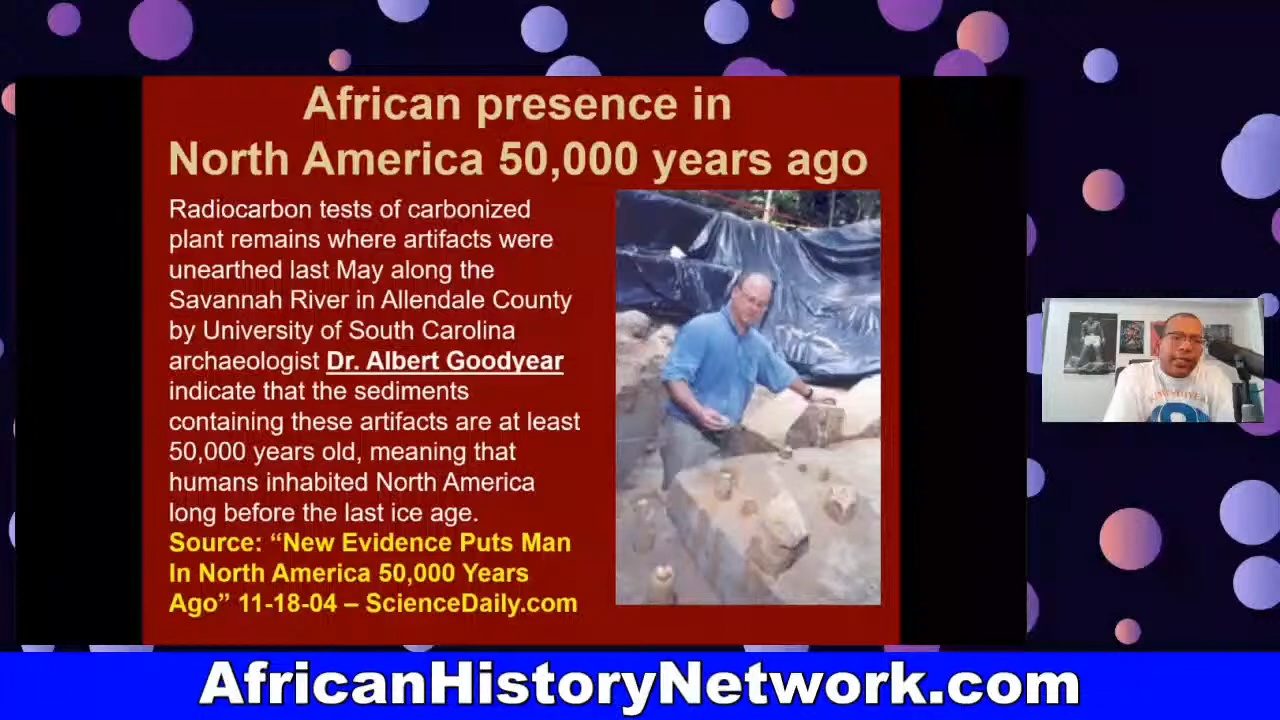 African presence in
North America 50,000 years ago
Radiocarbon tests of carbonized
plant remains where artifacts were
unearthed last May along the
Savannah River in Allendale County
by University of South Carolina
archaeologist Dr. Albert Goodyear
indicate that the sediments
containing these artifacts are at least
50,000 years old, meaning that
humans inhabited North America
long before the last ice age.
Source: “New Evidence Puts Man
In North America 50,000 Years
Ago” 11-18-04 – ScienceDaily.com
AfricanHistoryNetwork.com